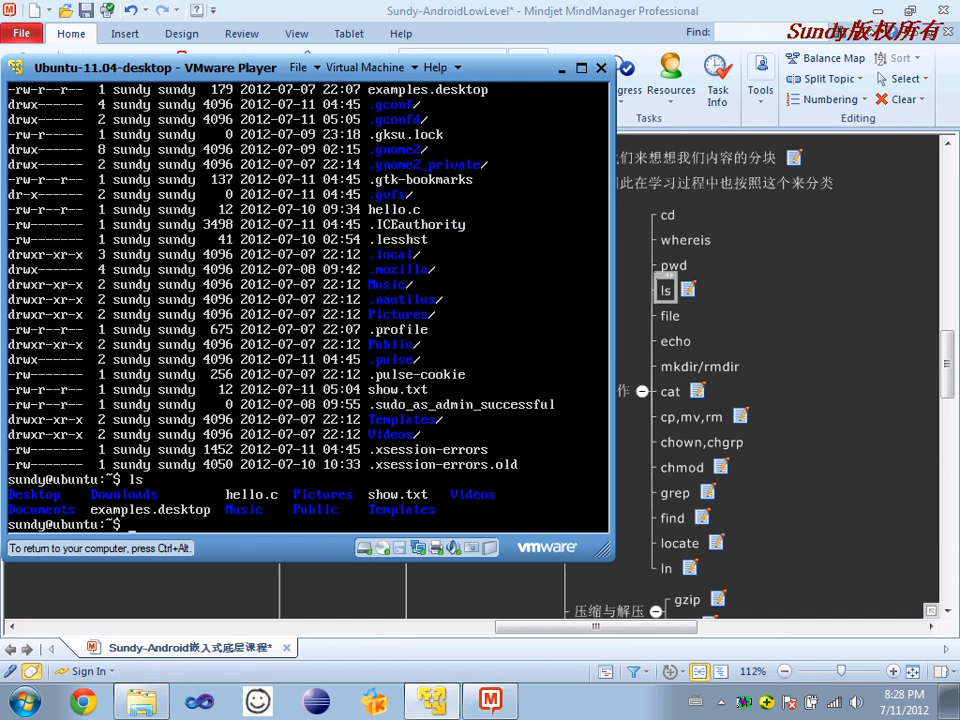 Sundy-AndroidLowLevel* - Mindjet MindManager Professional
File Home Insert Design Review View Tablet Help Find:
Sundy版权所有
Ubuntu-11.04-desktop - VMware Player File Virtual Machine Help
Resources
Task
Info
Tasks
Tools
Balance Map Sort
Split Topic Select
Numbering Clear
Editing
-rw-r--r-- 1 sundy sundy 179 2012-07-07 22:07 examples.desktop
drwx------ 4 sundy sundy 4096 2012-07-11 04:45 .gconf/
drwx------ 2 sundy sundy 4096 2012-07-11 05:05 .gconfd/
-rw-r----- 1 sundy sundy 0 2012-07-09 23:18 .gksu.lock
drwx------ 8 sundy sundy 4096 2012-07-09 02:15 .gnome2/
drwx------ 2 sundy sundy 4096 2012-07-07 22:14 .gnome2_private/
-rw-r--r-- 1 sundy sundy 137 2012-07-11 04:45 .gtk-bookmarks
dr-x------ 2 sundy sundy 0 2012-07-11 04:45 .gvfs/
-rw-r--r-- 1 sundy sundy 12 2012-07-10 09:34 hello.c
-rw------- 1 sundy sundy 3498 2012-07-11 04:45 .ICEauthority
-rw------- 1 sundy sundy 41 2012-07-10 02:54 .lesshst
drwxr-xr-x 3 sundy sundy 4096 2012-07-07 22:12 .local/
drwx------ 4 sundy sundy 4096 2012-07-08 09:42 .mozilla/
drwxr-xr-x 2 sundy sundy 4096 2012-07-07 22:12 Music/
drwxr-xr-x 2 sundy sundy 4096 2012-07-07 22:12 .nautilus/
drwxr-xr-x 2 sundy sundy 4096 2012-07-07 22:12 Pictures/
-rw-r--r-- 1 sundy sundy 675 2012-07-07 22:07 .profile
drwxr-xr-x 2 sundy sundy 4096 2012-07-07 22:12 Public/
drwx------ 2 sundy sundy 4096 2012-07-11 04:45 .pulse/
-rw------- 1 sundy sundy 256 2012-07-07 22:12 .pulse-cookie
-rw-r--r-- 1 sundy sundy 12 2012-07-11 05:04 show.txt
-rw-r--r-- 1 sundy sundy 0 2012-07-08 09:55 .sudo_as_admin_successful
drwxr-xr-x 2 sundy sundy 4096 2012-07-07 22:12 Templates/
drwxr-xr-x 2 sundy sundy 4096 2012-07-07 22:12 Videos/
-rw------- 1 sundy sundy 1452 2012-07-11 04:45 .xsession-errors
-rw------- 1 sundy sundy 4050 2012-07-10 10:33 .xsession-errors.old
sundy@ubuntu:~$ ls
Desktop Downloads hello.c Pictures show.txt Videos
Documents examples.desktop Music Public Templates
sundy@ubuntu:~$ _
To return to your computer, press Ctrl+Alt.
vmware
们来想想我们内容的分块
此在学习过程中也按照这个来分类
cd
whereis
pwd
ls
file
echo
mkdir/rmdir
作
cat
cp,mv,rm
chown,chgrp
chmod
grep
find
locate
ln
压缩与解压
gzip
Sundy-Android嵌入式底层课程*
Sign In
112%
8:28 PM
7/11/2012